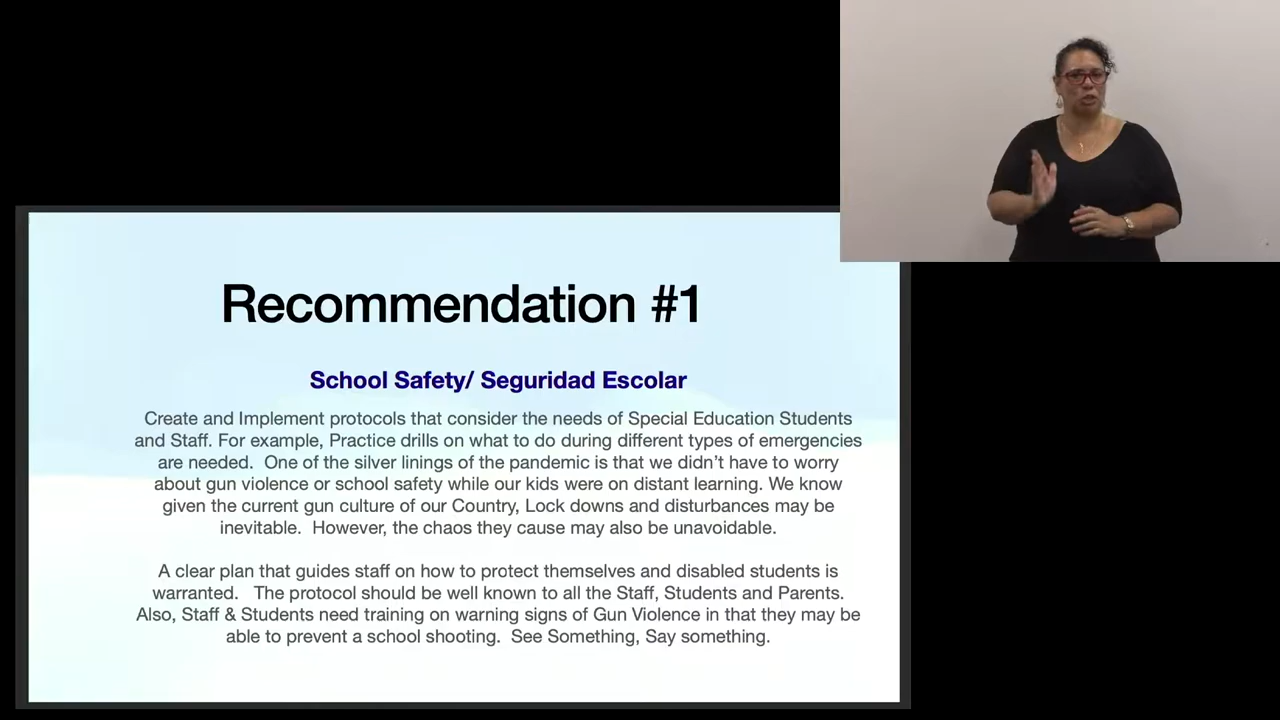 Recommendation #1
School Safety/ Seguridad Escolar
Create and Implement protocols that consider the needs of Special Education Students
and Staff. For example, Practice drills on what to do during different types of emergencies
are needed.  One of the silver linings of the pandemic is that we didn't have to worry
about gun violence or school safety while our kids were on distant learning. We know
given the current gun culture of our Country, Lock downs and disturbances may be
inevitable.  However, the chaos they cause may also be unavoidable.
A clear plan that guides staff on how to protect themselves and disabled students is
warranted.   The protocol should be well known to all the Staff, Students and Parents.
Also, Staff & Students need training on warning signs of Gun Violence in that they may be
able to prevent a school shooting.  See Something, Say something.